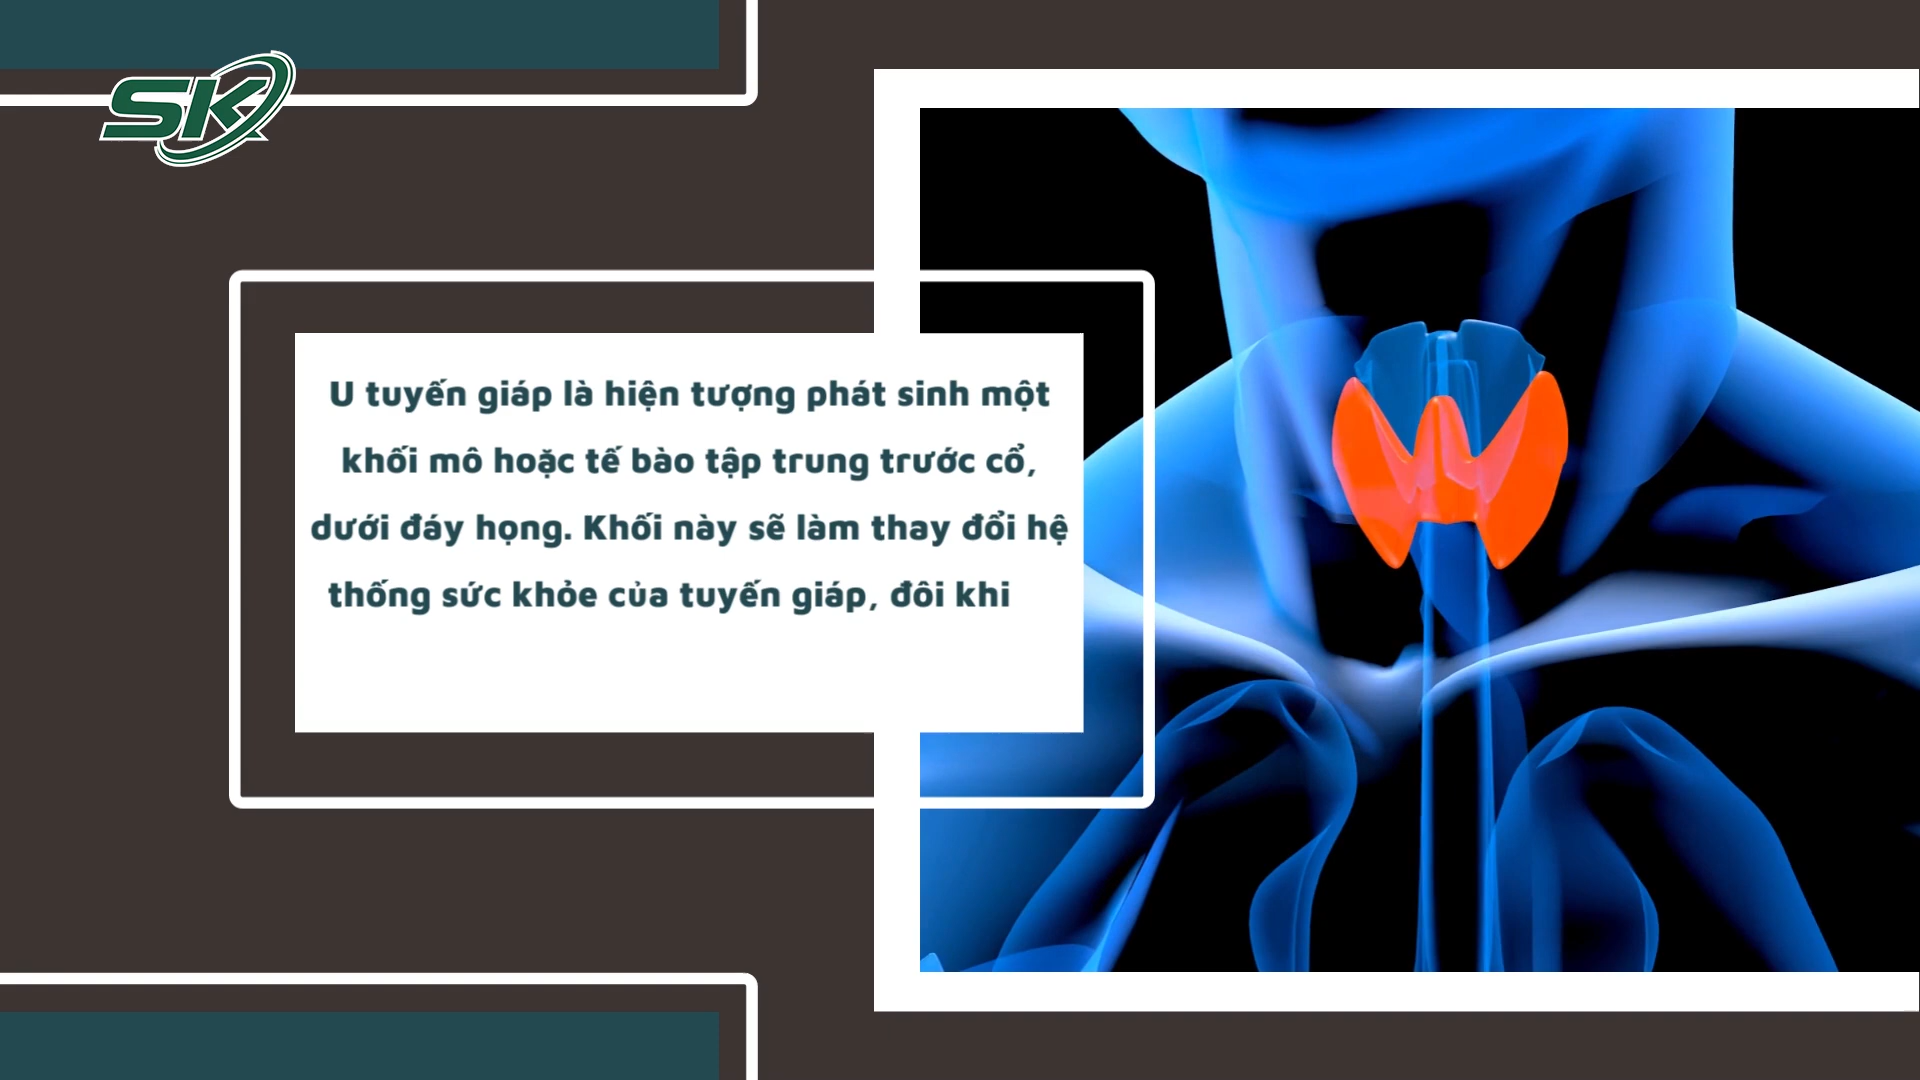 SK
U tuyến giáp là hiện tượng phát sinh một
khối mô hoặc tế bào tập trung trước cổ,
dưới đáy họng. Khối này sẽ làm thay đổi hệ
thống sức khỏe của tuyến giáp, đôi khi